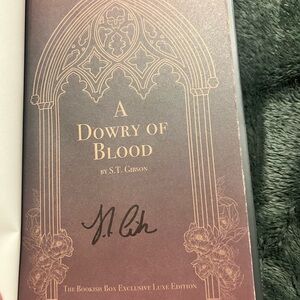 A
DOWRY OF
BLOOD
BY S.T. GIBSON
THE BOOKISH BOX EXCLUSIVE LUXE EDITION